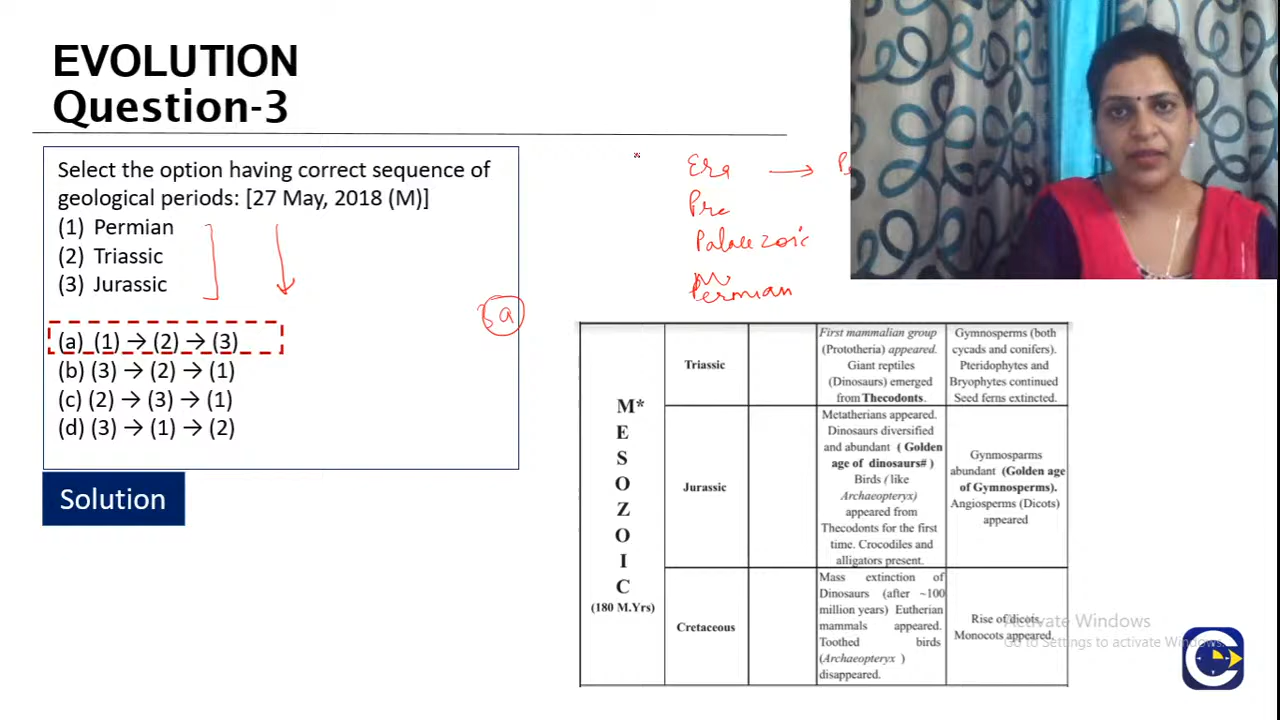 EVOLUTION
Question-3
Select the option having correct sequence of
geological periods: [27 May, 2018 (M)]
(1) Permian
(2) Triassic
(3) Jurassic
(a) (1) → (2) → (3)
(b) (3) → (2) → (1)
(c) (2) → (3) → (1)
(d) (3) → (1) → (2)
Solution
a
Era →
Pre
Palaeezoic
M
Permian
M*
E
S
O
Z
O
I
C
(180 M.Yrs)
Triassic
First mammalian group
(Prototheria) appeared.
Giant reptiles
(Dinosaurs) emerged
from Thecodonts.
Gymnosperms (both
cycads and conifers).
Pteridophytes and
Bryophytes continued
Seed ferns extincted.
Jurassic
Metatherians appeared.
Dinosaurs diversified
and abundant ( Golden
age of dinosaurs# )
Birds (like
Archaeopteryx)
appeared from
Thecodonts for the first
time. Crocodiles and
alligators present.
Gynmosparms
abundant (Golden age
of Gymnosperms).
Angiosperms (Dicots)
appeared
Cretaceous
Mass extinction of
Dinosaurs (after ~100
million years) Eutherian
mammals appeared.
Toothed birds
(Archaeopteryx )
disappeared.
Rise of dicots,
Monocots appeared.
Activate Windows
Go to Settings to activate Windows.